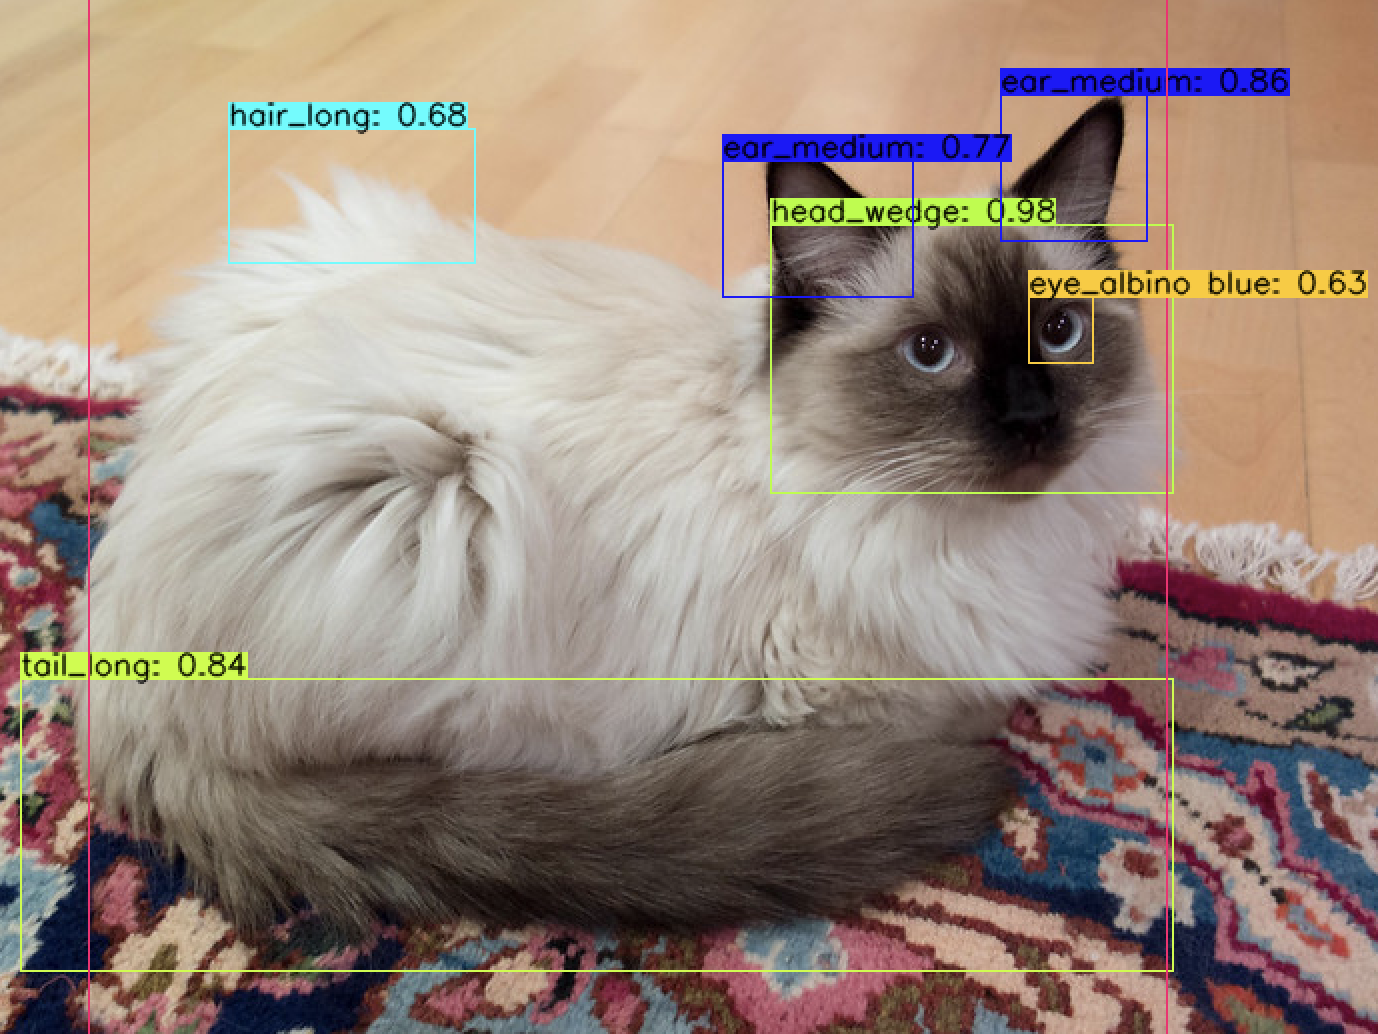 ear_medium: 0.86
hair_long: 0.68
ear_medium: 0.77
head_wedge: 0.98
eye_albino blue: 0.63
tail_long: 0.84